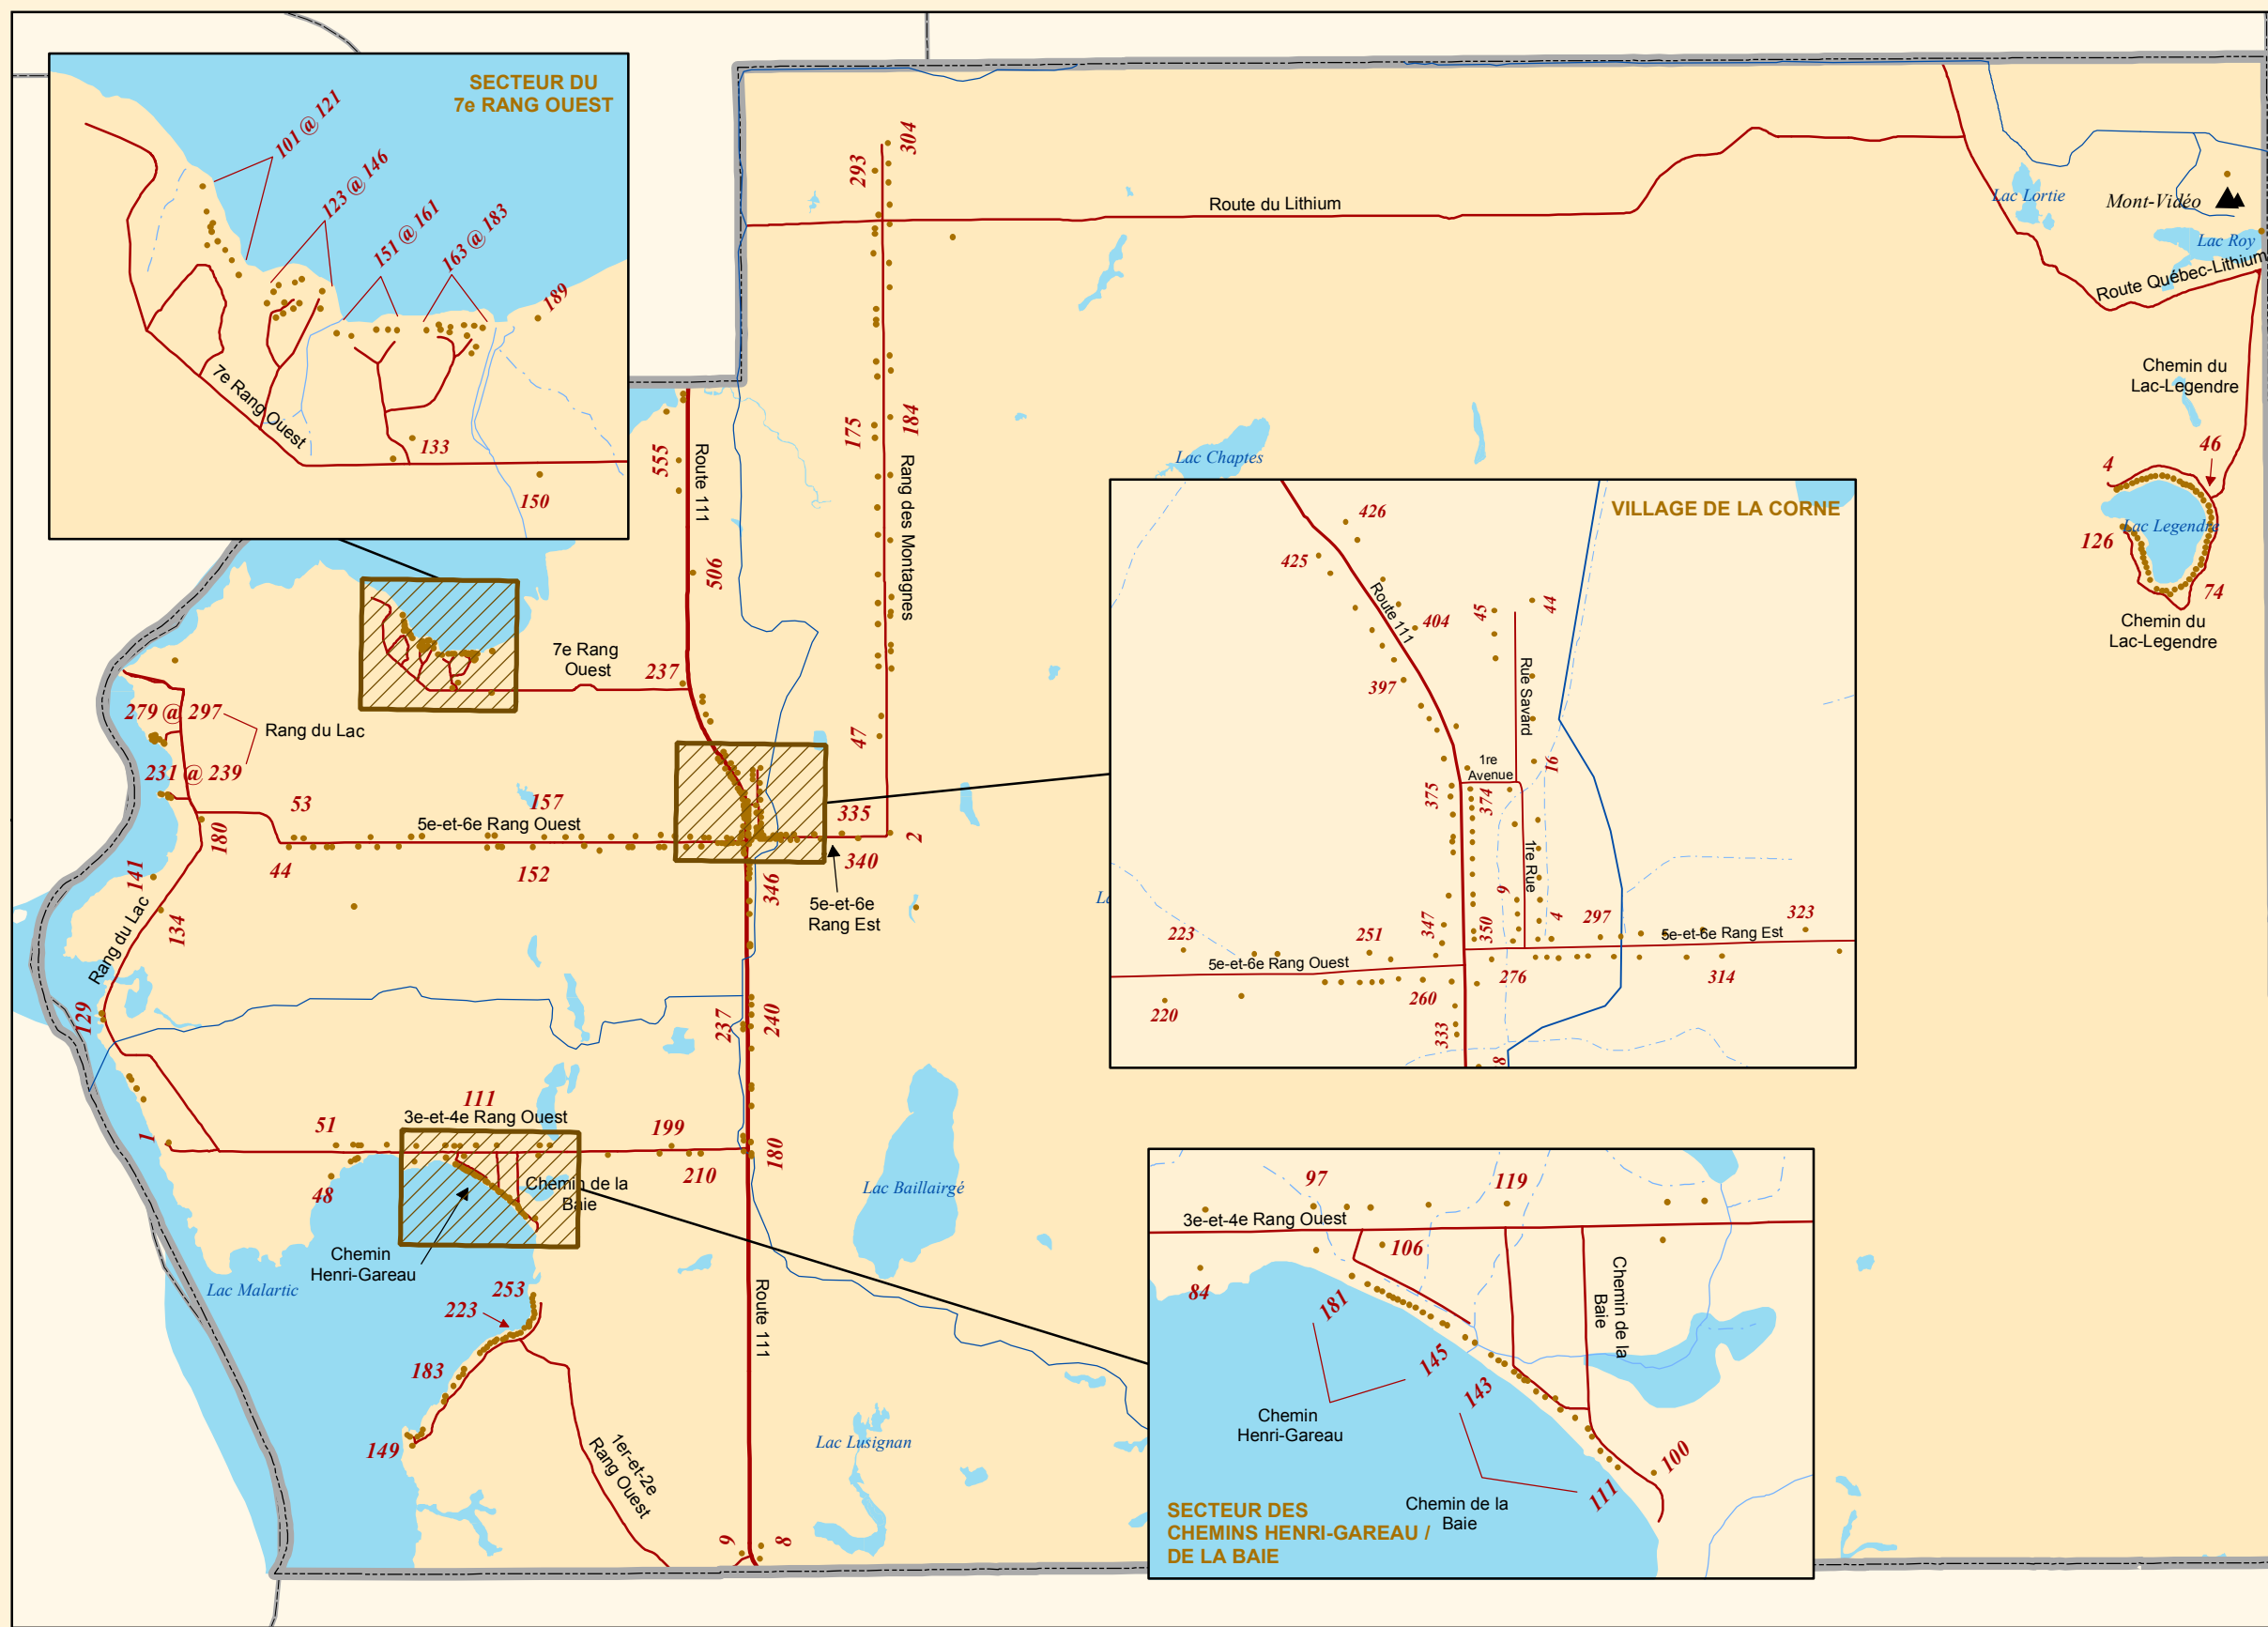 SECTEUR DU
7e RANG OUEST
101 @ 121
123 @ 146
151 @ 161
163 @ 183
189
7e Rang Ouest
133
150
304
293
Route du Lithium
Lac Lortie
Mont-Vidéo
Lac Roy
Route Québec-Lithium
Chemin du
Lac-Legendre
46
4
Lac Legendre
126
74
Chemin du
Lac-Legendre
555
Route 111
506
175
184
Rang des Montagnes
Lac Chaptes
7e Rang
Ouest
237
47
279 @ 297
Rang du Lac
231 @ 239
53
157
5e-et-6e Rang Ouest
180
44
152
335
340
2
346
5e-et-6e
Rang Est
141
134
Rang du Lac
129
237
240
VILLAGE DE LA CORNE
426
425
Route 111
404
397
45
44
Rue Savard
1re
Avenue
16
375
374
1re Rue
9
4
347
350
297
323
5e-et-6e Rang Est
223
251
5e-et-6e Rang Ouest
220
260
276
314
333
8
1
51
111
3e-et-4e Rang Ouest
199
180
48
210
Chemin de la
Baie
Chemin
Henri-Gareau
Lac Malartic
Lac Baillairgé
253
223
183
149
Route 111
1er-et-2e
Rang Ouest
Lac Lusignan
9
8
97
119
3e-et-4e Rang Ouest
84
106
181
Chemin de la
Baie
145
143
Chemin
Henri-Gareau
100
111
Chemin de la
Baie
SECTEUR DES
CHEMINS HENRI-GAREAU /
DE LA BAIE